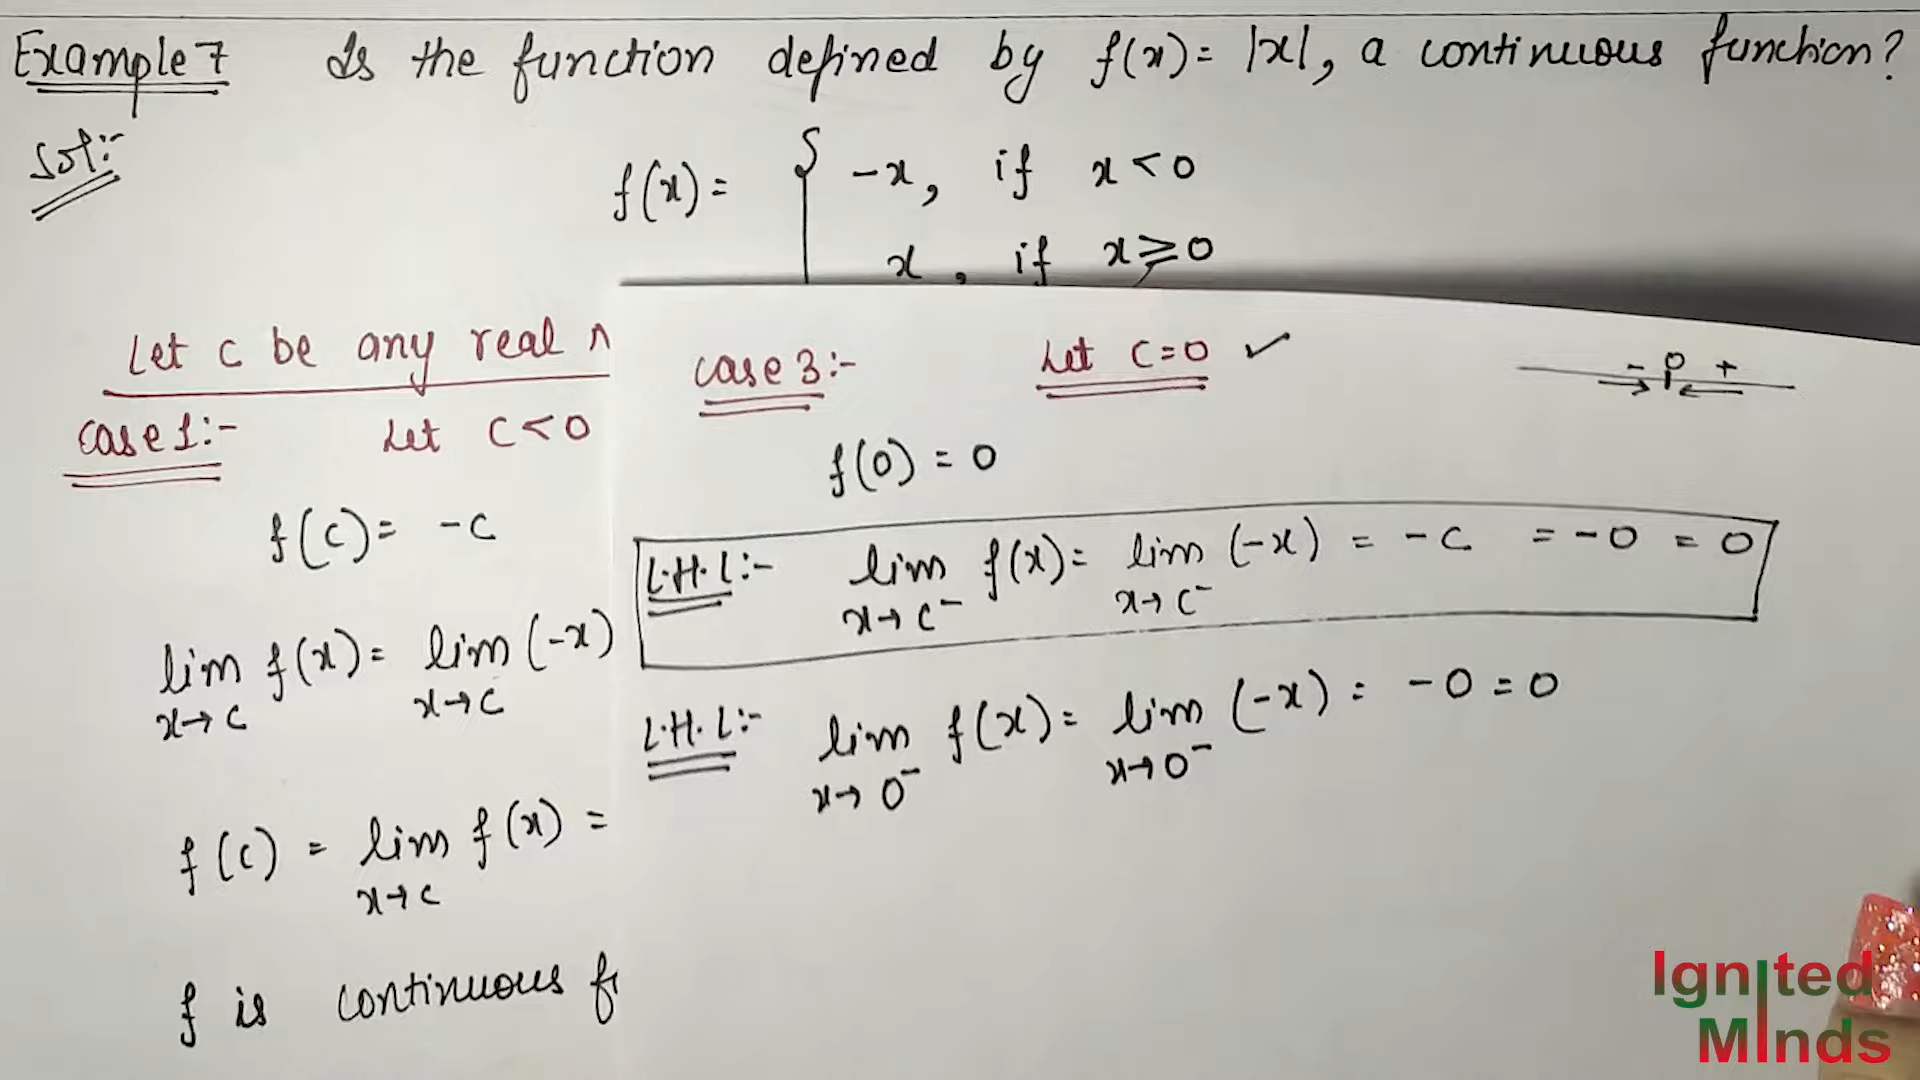 Example 7 Is the function defined by f(x) = |x|, a continuous function?
Sol:-
f(x) = { -x, if x < 0
x, if x ⩾ 0
Let c be any real
Case 1:- Let c < 0
f(c) = -c
lim f(x) = lim (-x)
x→c x→c
f(c) = lim f(x) =
x→c
f is continuous
Case 3:- Let c = 0 ✓
- 0 +
f(0) = 0
L.H.L:- lim f(x) = lim (-x) = -c = -0 = 0
x→c⁻ x→c⁻
L.H.L:- lim f(x) = lim (-x) = -0 = 0
x→0⁻ x→0⁻
Ignited
Minds